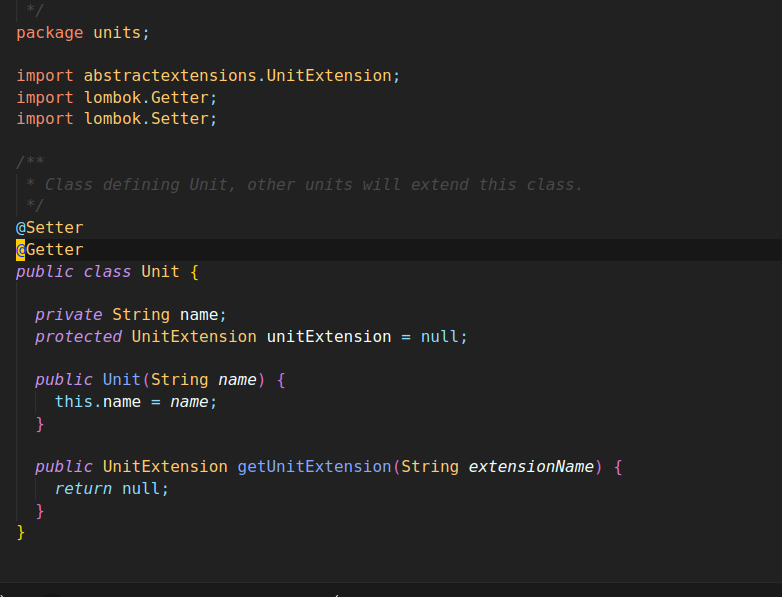 */
package units;
import abstractextensions.UnitExtension;
import lombok.Getter;
import lombok.Setter;
/**
* Class defining Unit, other units will extend this class.
*/
@Setter
@Getter
public class Unit {
private String name;
protected UnitExtension unitExtension = null;
public Unit(String name) {
this.name = name;
}
public UnitExtension getUnitExtension(String extensionName) {
return null;
}
}